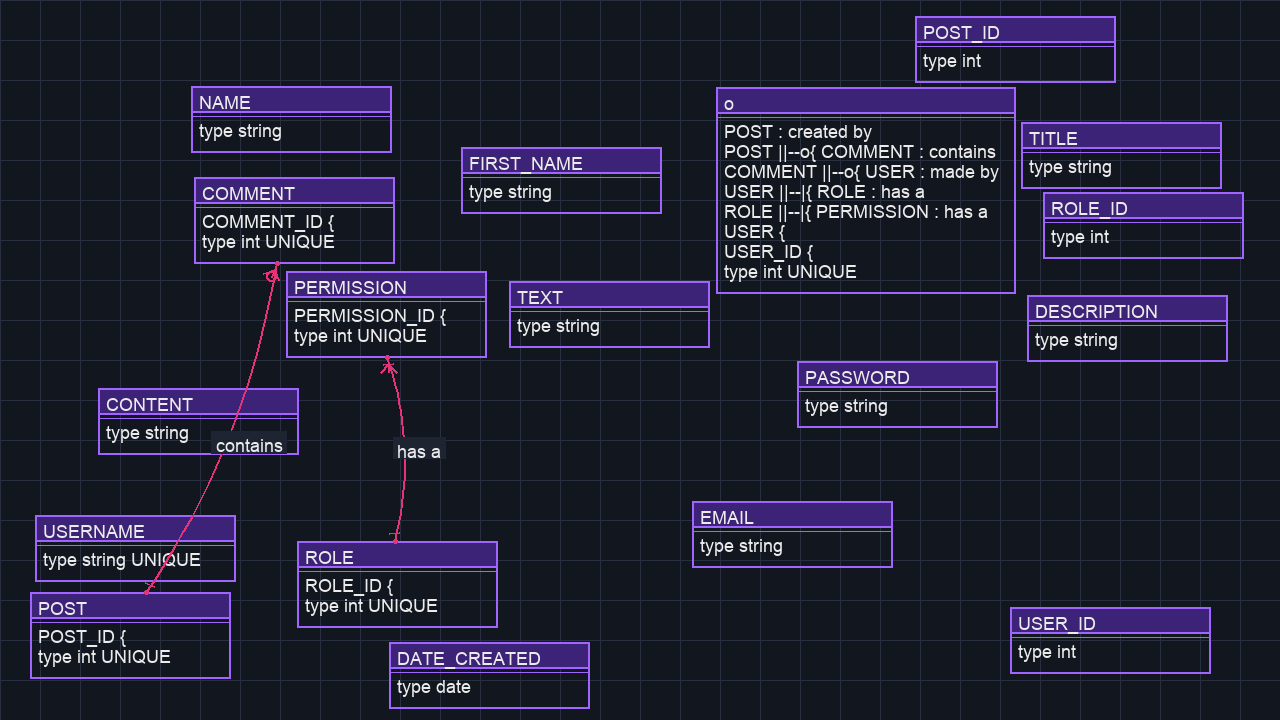 POST_ID
type int
NAME
type string
o
POST : created by
POST ||--o{ COMMENT : contains
COMMENT ||--o{ USER : made by
USER ||--|{ ROLE : has a
ROLE ||--|{ PERMISSION : has a
USER {
USER_ID {
type int UNIQUE
TITLE
type string
FIRST_NAME
type string
COMMENT
COMMENT_ID {
type int UNIQUE
ROLE_ID
type int
PERMISSION
PERMISSION_ID {
type int UNIQUE
TEXT
type string
DESCRIPTION
type string
PASSWORD
type string
CONTENT
type string
contains
has a
EMAIL
type string
USERNAME
type string UNIQUE
ROLE
ROLE_ID {
type int UNIQUE
POST
POST_ID {
type int UNIQUE
USER_ID
type int
DATE_CREATED
type date